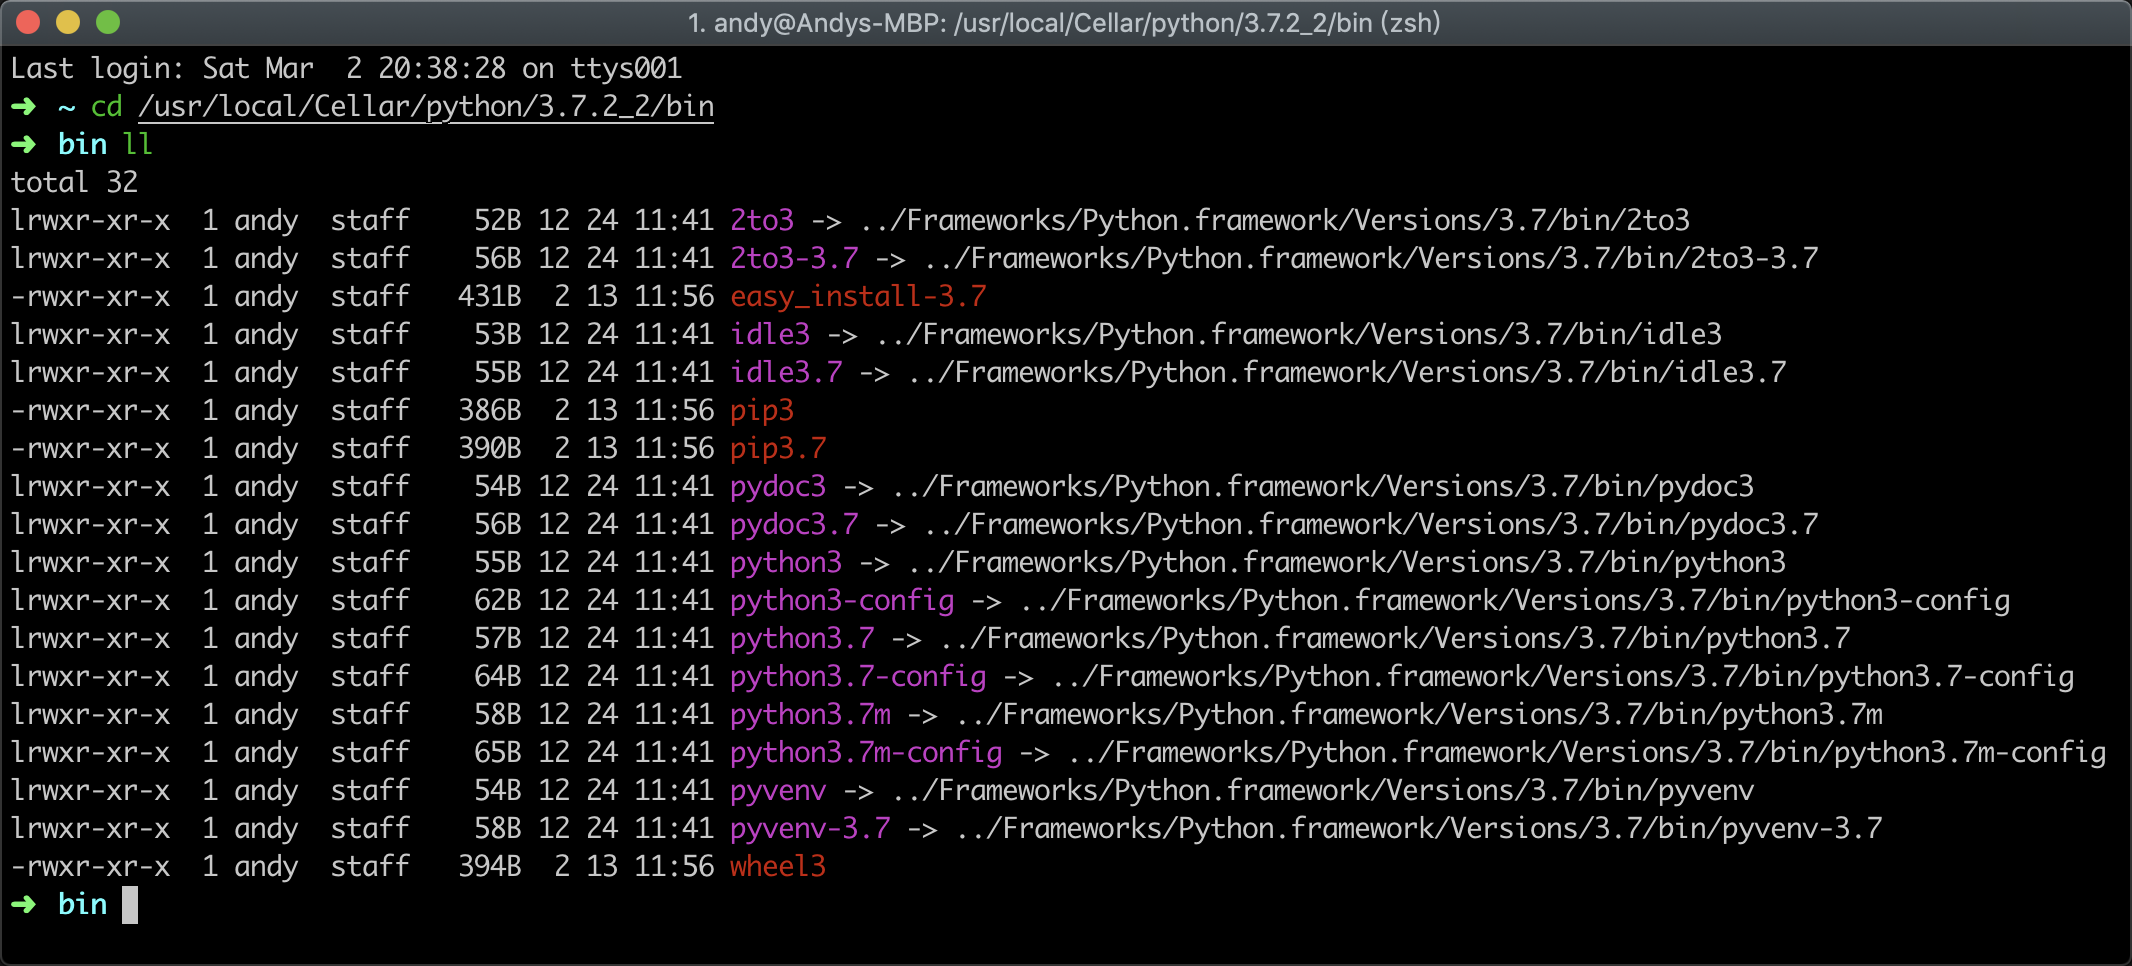 1. andy@Andys-MBP: /usr/local/Cellar/python/3.7.2_2/bin (zsh)
Last login: Sat Mar  2 20:38:28 on ttys001
➜  ~ cd /usr/local/Cellar/python/3.7.2_2/bin
➜  bin ll
total 32
lrwxr-xr-x  1 andy  staff    52B 12 24 11:41 2to3 -> ../Frameworks/Python.framework/Versions/3.7/bin/2to3
lrwxr-xr-x  1 andy  staff    56B 12 24 11:41 2to3-3.7 -> ../Frameworks/Python.framework/Versions/3.7/bin/2to3-3.7
-rwxr-xr-x  1 andy  staff   431B  2 13 11:56 easy_install-3.7
lrwxr-xr-x  1 andy  staff    53B 12 24 11:41 idle3 -> ../Frameworks/Python.framework/Versions/3.7/bin/idle3
lrwxr-xr-x  1 andy  staff    55B 12 24 11:41 idle3.7 -> ../Frameworks/Python.framework/Versions/3.7/bin/idle3.7
-rwxr-xr-x  1 andy  staff   386B  2 13 11:56 pip3
-rwxr-xr-x  1 andy  staff   390B  2 13 11:56 pip3.7
lrwxr-xr-x  1 andy  staff    54B 12 24 11:41 pydoc3 -> ../Frameworks/Python.framework/Versions/3.7/bin/pydoc3
lrwxr-xr-x  1 andy  staff    56B 12 24 11:41 pydoc3.7 -> ../Frameworks/Python.framework/Versions/3.7/bin/pydoc3.7
lrwxr-xr-x  1 andy  staff    55B 12 24 11:41 python3 -> ../Frameworks/Python.framework/Versions/3.7/bin/python3
lrwxr-xr-x  1 andy  staff    62B 12 24 11:41 python3-config -> ../Frameworks/Python.framework/Versions/3.7/bin/python3-config
lrwxr-xr-x  1 andy  staff    57B 12 24 11:41 python3.7 -> ../Frameworks/Python.framework/Versions/3.7/bin/python3.7
lrwxr-xr-x  1 andy  staff    64B 12 24 11:41 python3.7-config -> ../Frameworks/Python.framework/Versions/3.7/bin/python3.7-config
lrwxr-xr-x  1 andy  staff    58B 12 24 11:41 python3.7m -> ../Frameworks/Python.framework/Versions/3.7/bin/python3.7m
lrwxr-xr-x  1 andy  staff    65B 12 24 11:41 python3.7m-config -> ../Frameworks/Python.framework/Versions/3.7/bin/python3.7m-config
lrwxr-xr-x  1 andy  staff    54B 12 24 11:41 pyvenv -> ../Frameworks/Python.framework/Versions/3.7/bin/pyvenv
lrwxr-xr-x  1 andy  staff    58B 12 24 11:41 pyvenv-3.7 -> ../Frameworks/Python.framework/Versions/3.7/bin/pyvenv-3.7
-rwxr-xr-x  1 andy  staff   394B  2 13 11:56 wheel3
➜  bin